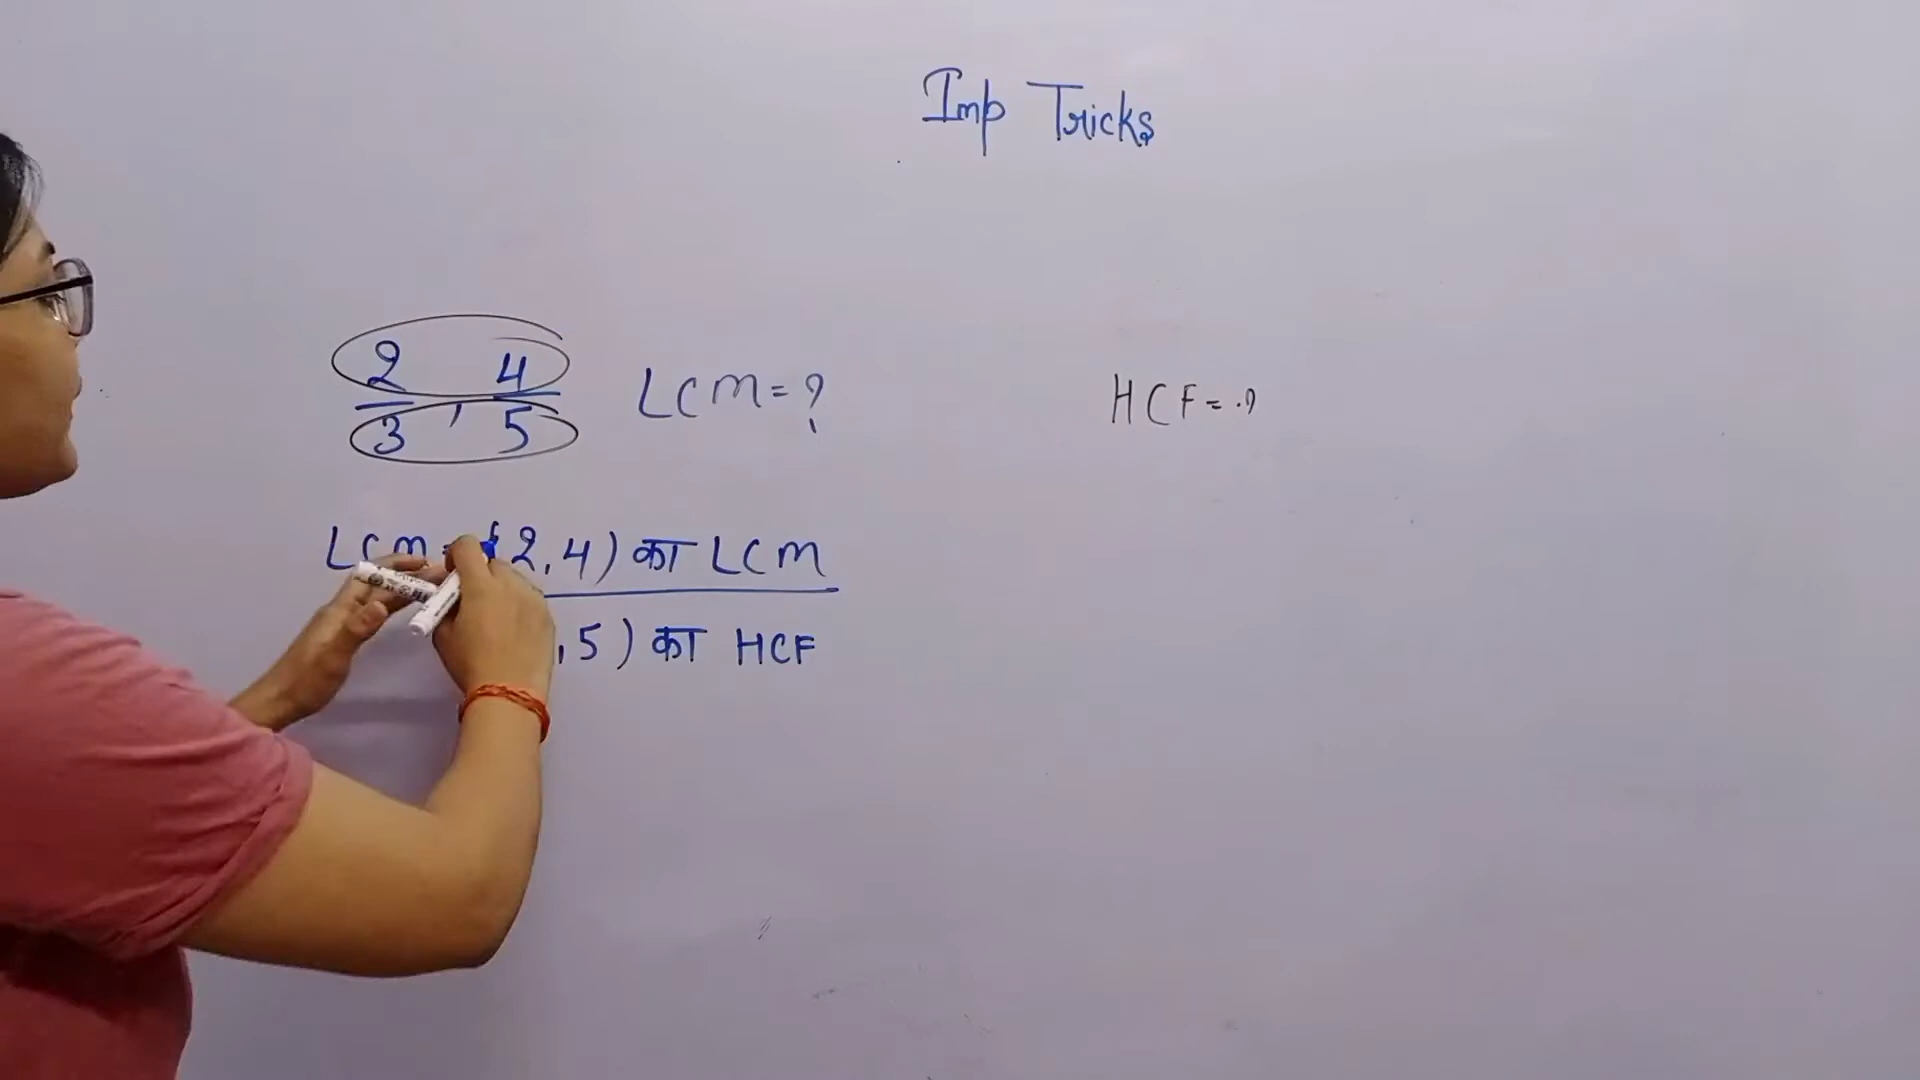 Imp Tricks
2/3 , 4/5 LCM = ?
HCF = ?
LCM = (2,4) का LCM
,5) का HCF